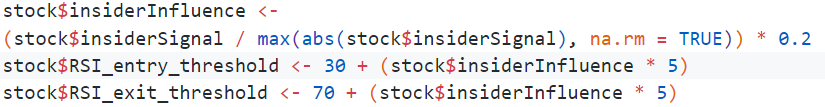 stock$insiderInfluence <-
(stock$insiderSignal / max(abs(stock$insiderSignal), na.rm = TRUE)) * 0.2
stock$RSI_entry_threshold <- 30 + (stock$insiderInfluence * 5)
stock$RSI_exit_threshold <- 70 + (stock$insiderInfluence * 5)